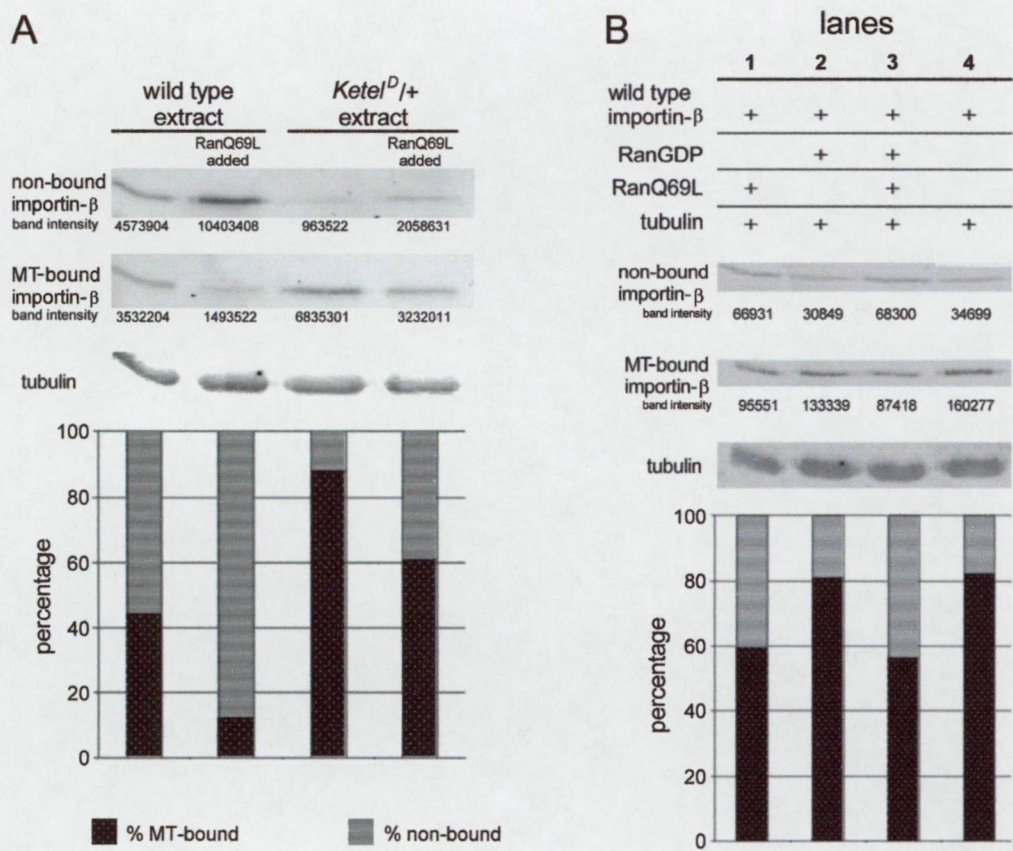 A
wild type extract
Ketel^D/+ extract
RanQ69L added
RanQ69L added
non-bound importin-β
band intensity 4573904 10403408 963522 2058631
MT-bound importin-β
band intensity 3532204 1493522 6835301 3232011
tubulin
100
80
60
40
20
0
percentage
% MT-bound
% non-bound
B
lanes
1 2 3 4
wild type importin-β + + + +
RanGDP + +
RanQ69L + +
tubulin + + + +
non-bound importin-β
band intensity 66931 30849 68300 34699
MT-bound importin-β
band intensity 95551 133339 87418 160277
tubulin
100
80
60
40
20
0
percentage